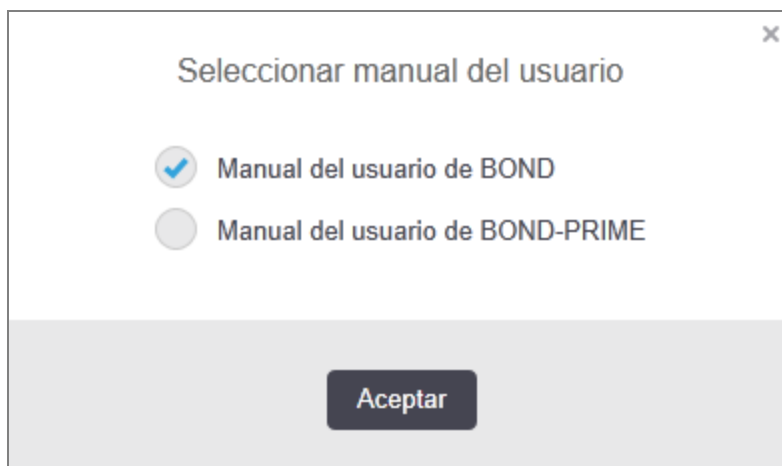 Seleccionar manual del usuario
Manual del usuario de BOND
Manual del usuario de BOND-PRIME
Aceptar